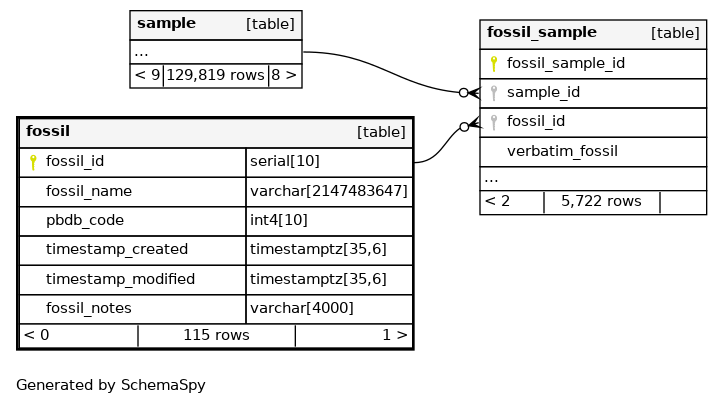 sample [table]
...
< 9 129,819 rows 8 >
fossil_sample [table]
fossil_sample_id
sample_id
fossil_id
verbatim_fossil
...
< 2 5,722 rows
fossil [table]
fossil_id serial[10]
fossil_name varchar[2147483647]
pbdb_code int4[10]
timestamp_created timestamptz[35,6]
timestamp_modified timestamptz[35,6]
fossil_notes varchar[4000]
< 0 115 rows 1 >
Generated by SchemaSpy